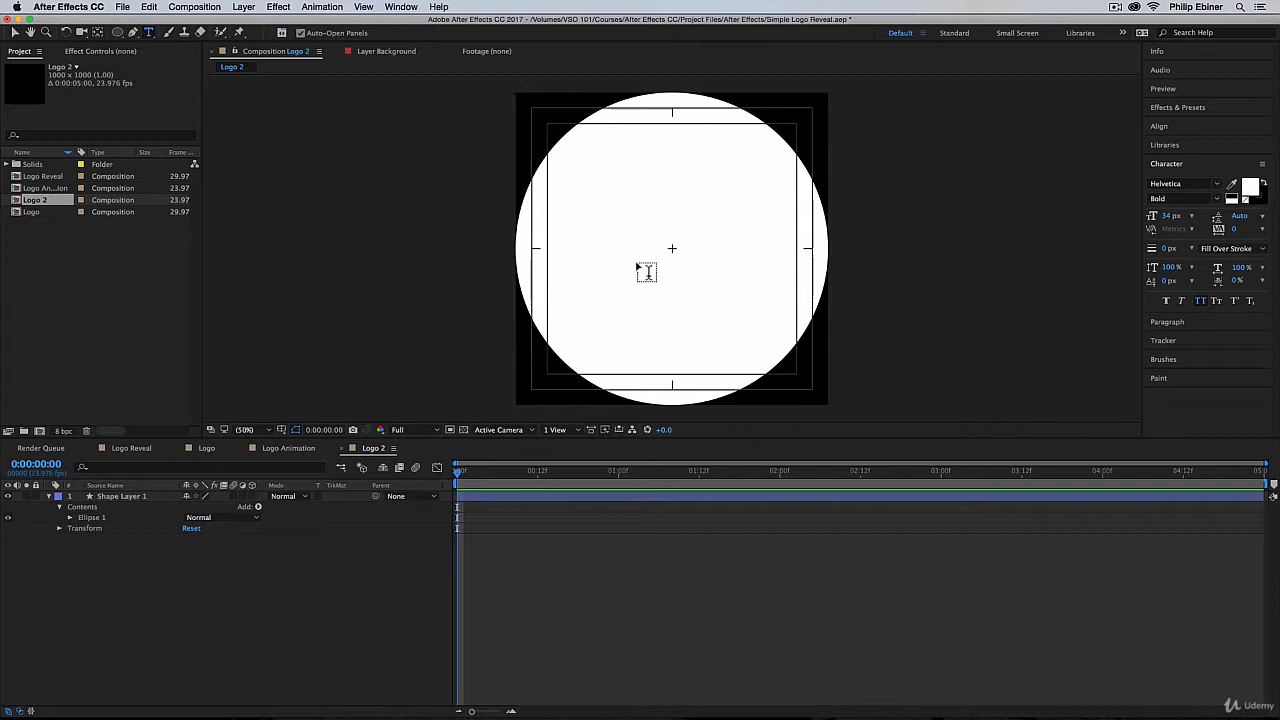 After Effects CC File Edit Composition Layer Effect Animation View Window Help Philip Ebiner
Adobe After Effects CC 2017 - /Volumes/VSO 101/Courses/After Effects CC/Project Files/After Effects/Simple Logo Reveal.aep *
Auto-Open Panels Default Standard Small Screen Libraries Search Help
Project Effect Controls (none) Composition Logo 2 Layer Background Footage (none) Info
Logo 2
Logo 2
1000 x 1000 (1.00)
Δ 0:00:05:00, 23.976 fps
Audio
Preview
Effects & Presets
Align
Libraries
Character
Name Type Size Frame ...
Solids Folder
Logo Reveal Composition 29.97
Logo An...ion Composition 23.97
Logo 2 Composition 23.97
Logo Composition 29.97
Helvetica
Bold
34 px Auto
Metrics 0
0 px Fill Over Stroke
100 % 100 %
0 px 0 %
T T TT Tт T' T,
Paragraph
Tracker
Brushes
Paint
8 bpc (50%) 0:00:00:00 Full Active Camera 1 View +0.0
Render Queue Logo Reveal Logo Logo Animation Logo 2
0:00:00:00
00000 (23.976 fps)
00:12f 01:00f 01:12f 02:00f 02:12f 03:00f 03:12f 04:00f 04:12f
# Source Name Mode T TrkMat Parent
1 Shape Layer 1 Normal None
Contents Add:
Ellipse 1 Normal
Transform Reset
Udemy